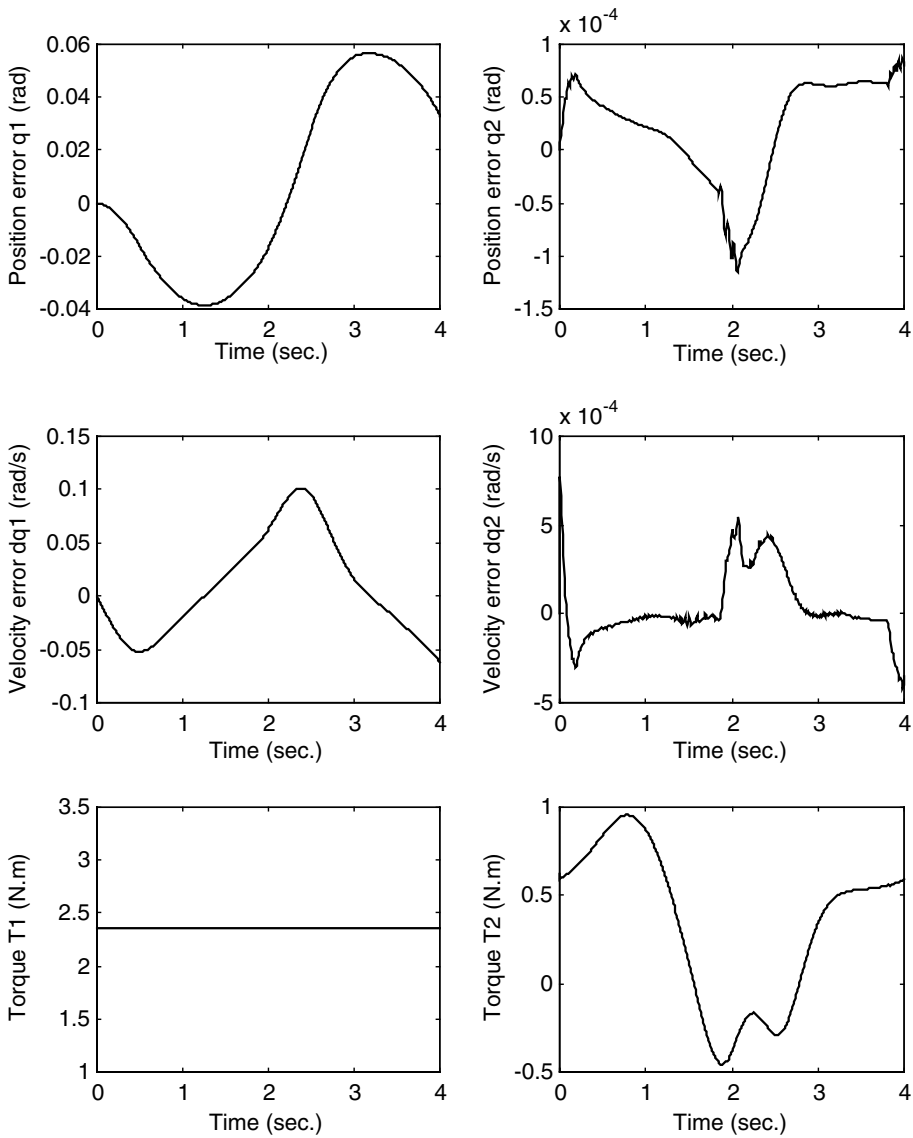 Position error q1 (rad)
0.06
0.04
0.02
0
-0.02
-0.04
0 1 2 3 4
Time (sec.)
x 10-4
Position error q2 (rad)
1
0.5
0
-0.5
-1
-1.5
0 1 2 3 4
Time (sec.)
Velocity error dq1 (rad/s)
0.15
0.1
0.05
0
-0.05
-0.1
0 1 2 3 4
Time (sec.)
x 10-4
Velocity error dq2 (rad/s)
10
5
0
-5
0 1 2 3 4
Time (sec.)
Torque T1 (N.m)
3.5
3
2.5
2
1.5
1
0 1 2 3 4
Time (sec.)
Torque T2 (N.m)
1
0.5
0
-0.5
0 1 2 3 4
Time (sec.)